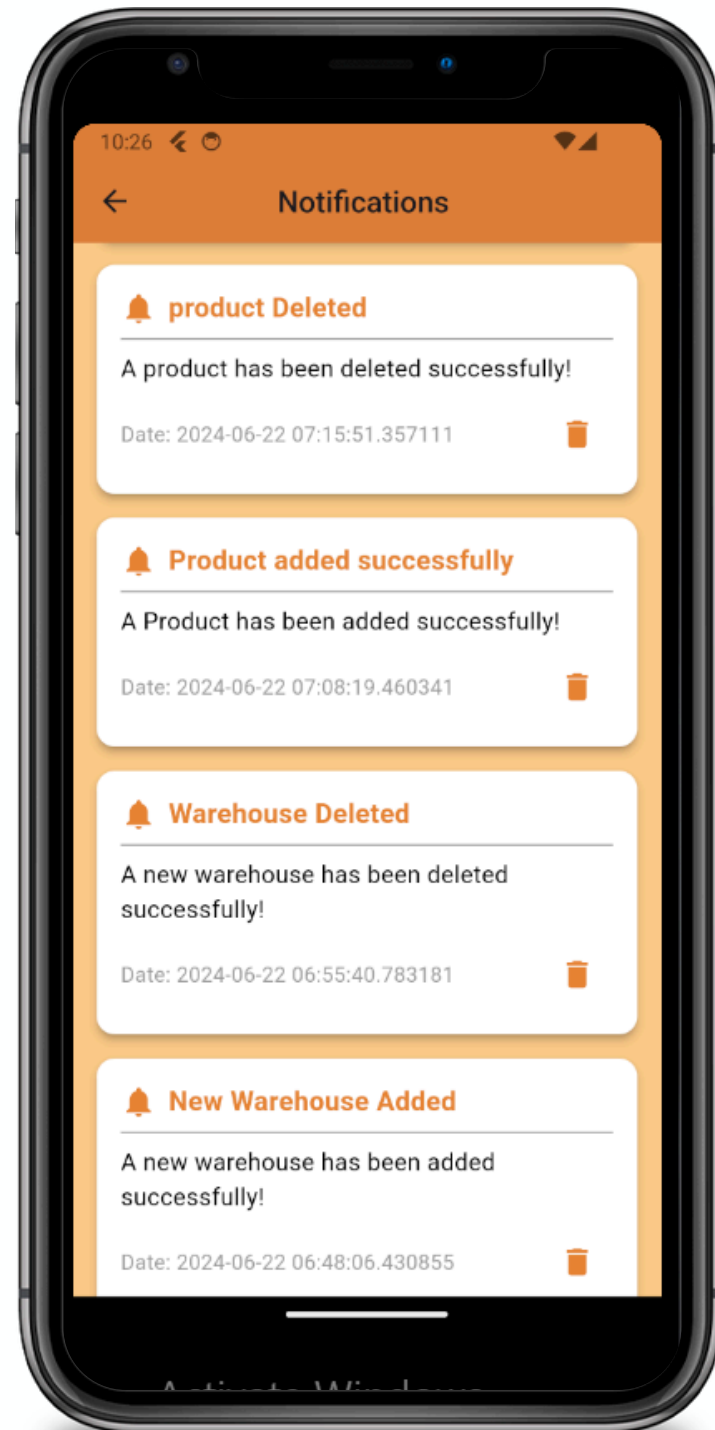 10:26
Notifications
product Deleted
A product has been deleted successfully!
Date: 2024-06-22 07:15:51.357111
Product added successfully
A Product has been added successfully!
Date: 2024-06-22 07:08:19.460341
Warehouse Deleted
A new warehouse has been deleted
successfully!
Date: 2024-06-22 06:55:40.783181
New Warehouse Added
A new warehouse has been added
successfully!
Date: 2024-06-22 06:48:06.430855
Activate Windows